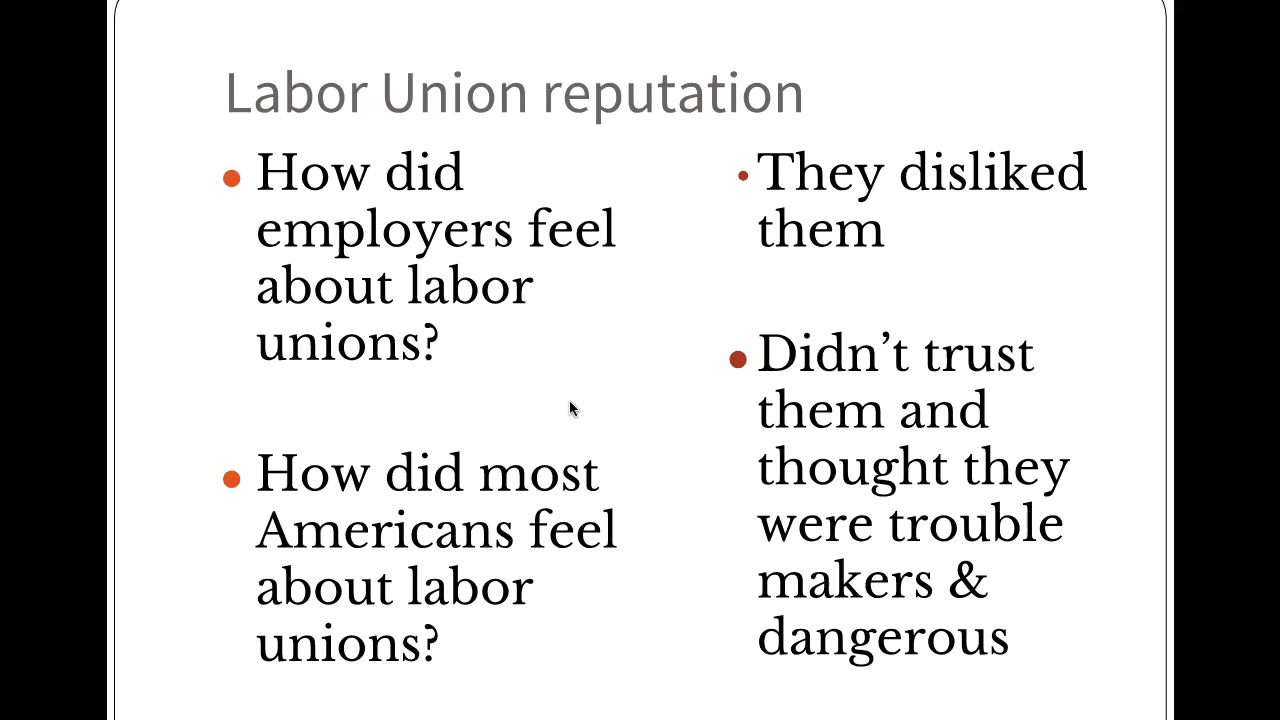 Labor Union reputation
How did
employers feel
about labor
unions?
How did most
Americans feel
about labor
unions?
They disliked
them
Didn’t trust
them and
thought they
were trouble
makers &
dangerous